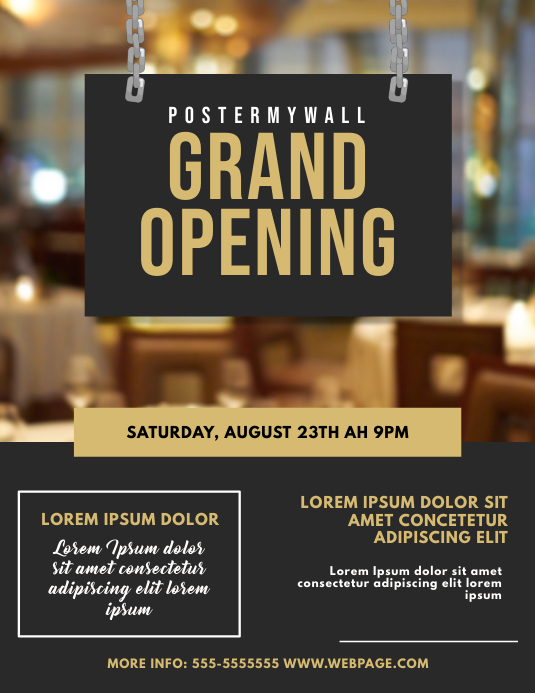 POSTERMYWALL
GRAND
OPENING
SATURDAY, AUGUST 23TH AH 9PM
LOREM IPSUM DOLOR
Lorem Ipsum dolor
sit amet consectetur
adipiscing elit lorem
ipsum
LOREM IPSUM DOLOR SIT
AMET CONCETETUR
ADIPISCING ELIT
Lorem Ipsum dolor sit amet
consectetur adipiscing elit lorem
ipsum
MORE INFO: 555-5555555 WWW.WEBPAGE.COM